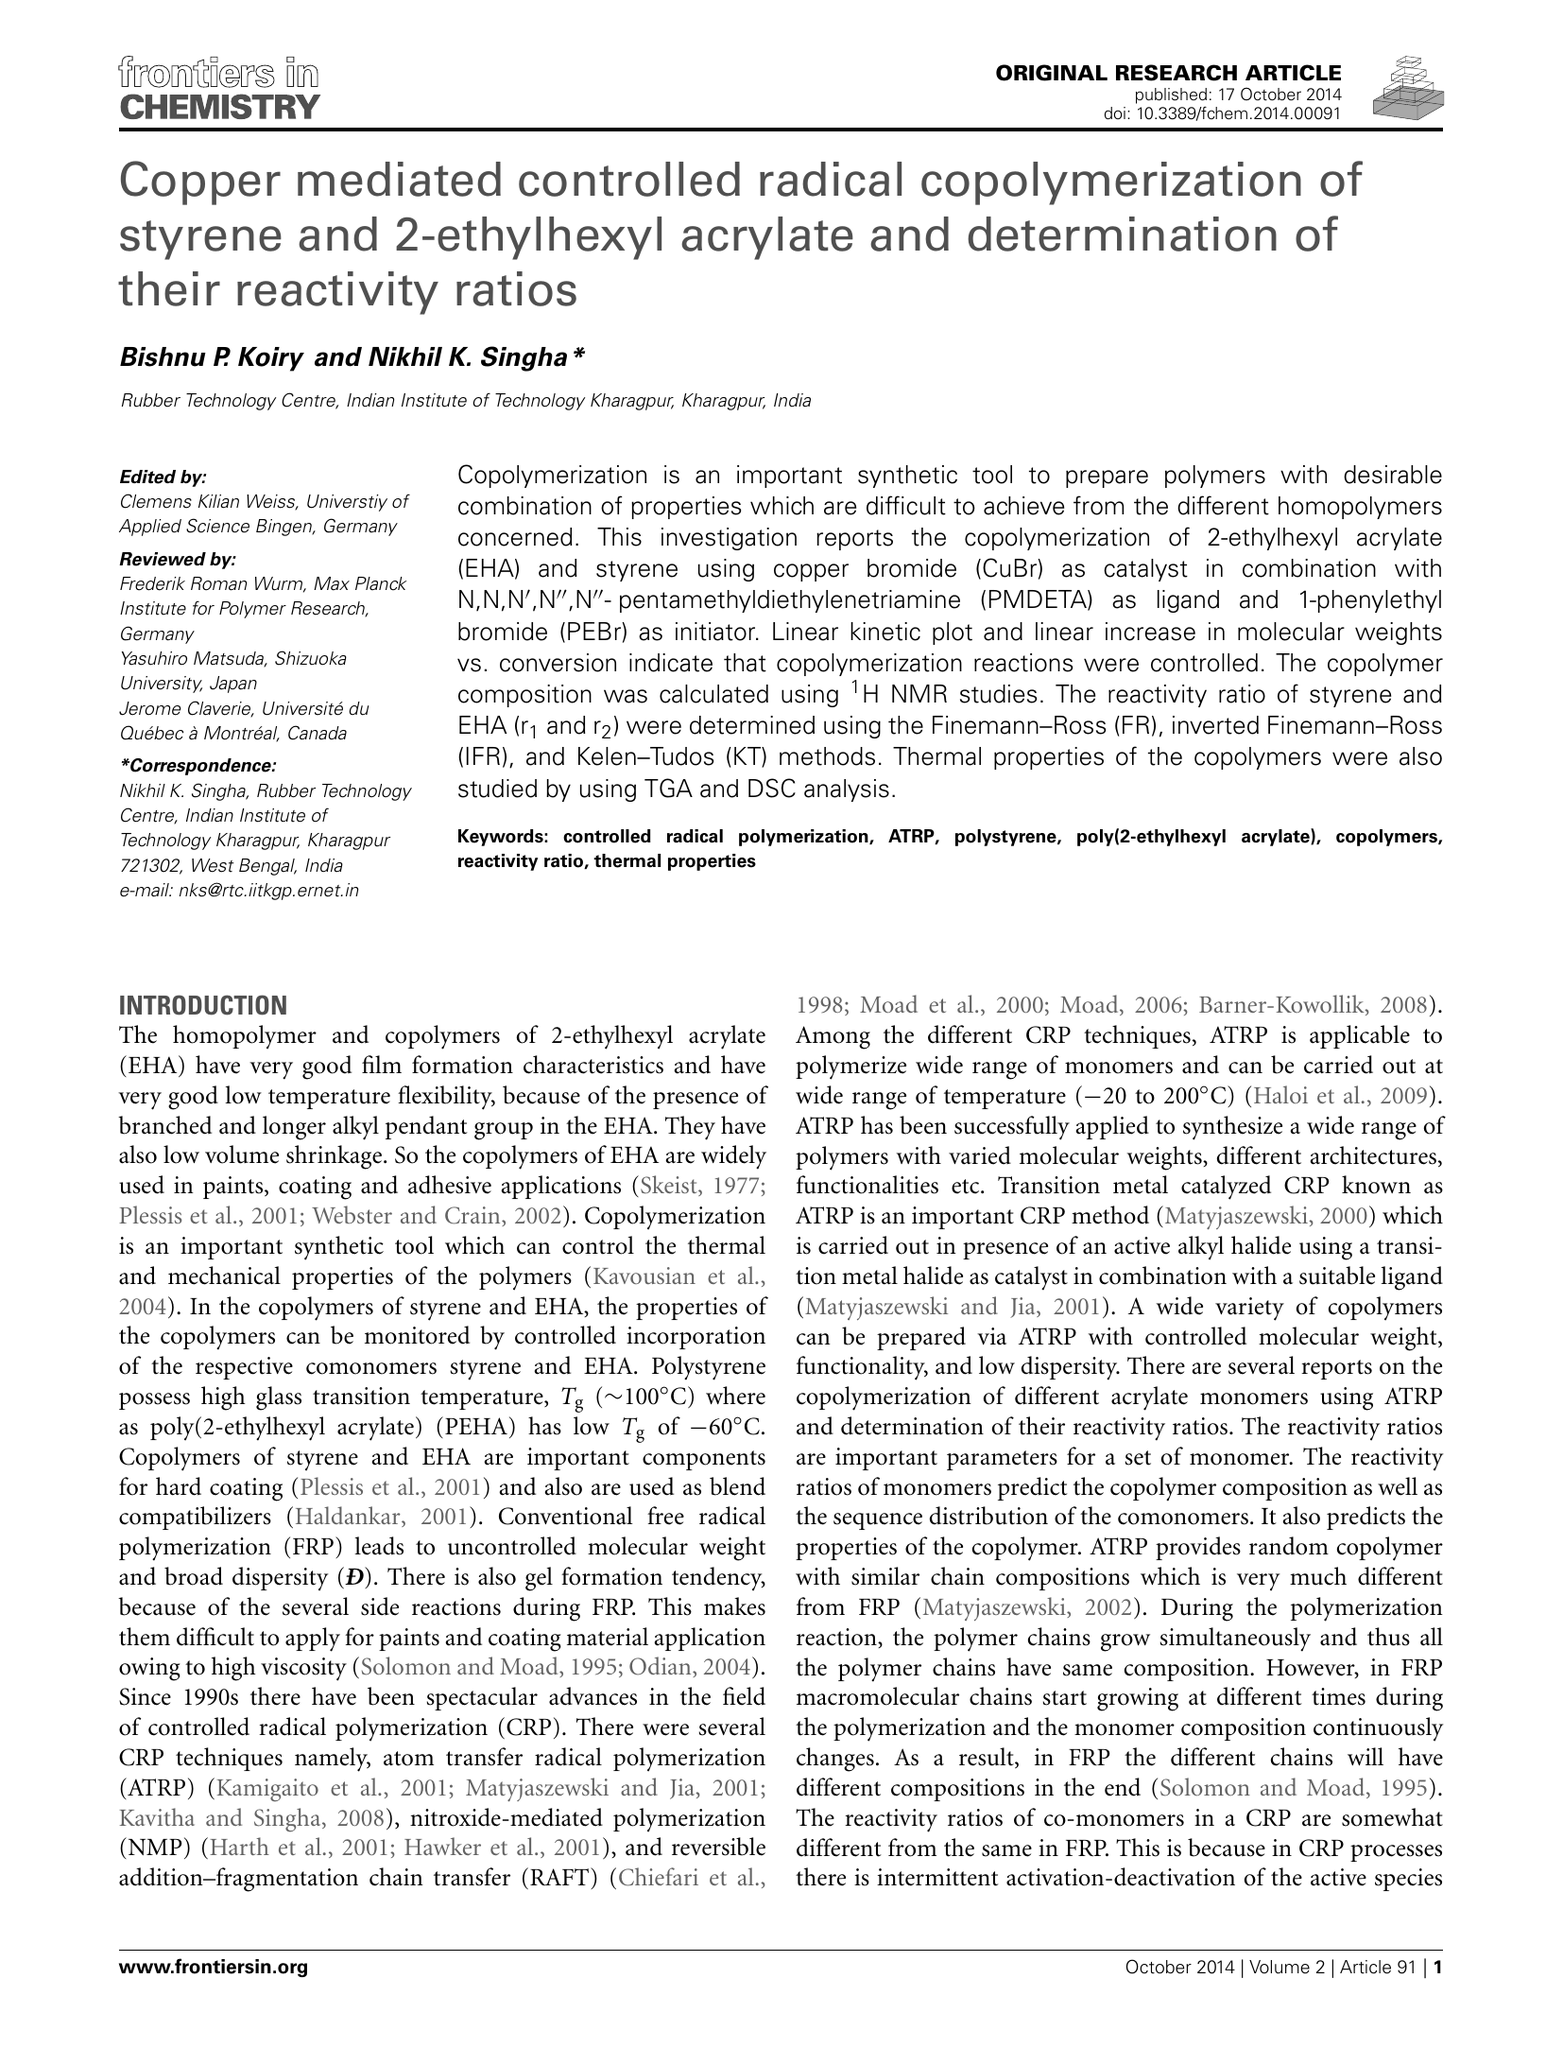 frontiers in
CHEMISTRY
ORIGINAL RESEARCH ARTICLE
published: 17 October 2014
doi: 10.3389/fchem.2014.00091
Copper mediated controlled radical copolymerization of
styrene and 2-ethylhexyl acrylate and determination of
their reactivity ratios
Bishnu P. Koiry and Nikhil K. Singha*
Rubber Technology Centre, Indian Institute of Technology Kharagpur, Kharagpur, India
Edited by:
Clemens Kilian Weiss, Universtiy of
Applied Science Bingen, Germany
Reviewed by:
Frederik Roman Wurm, Max Planck
Institute for Polymer Research,
Germany
Yasuhiro Matsuda, Shizuoka
University, Japan
Jerome Claverie, Université du
Québec à Montréal, Canada
*Correspondence:
Nikhil K. Singha, Rubber Technology
Centre, Indian Institute of
Technology Kharagpur, Kharagpur
721302, West Bengal, India
e-mail: nks@rtc.iitkgp.ernet.in
Copolymerization is an important synthetic tool to prepare polymers with desirable
combination of properties which are difficult to achieve from the different homopolymers
concerned. This investigation reports the copolymerization of 2-ethylhexyl acrylate
(EHA) and styrene using copper bromide (CuBr) as catalyst in combination with
N,N,N′,N″,N″- pentamethyldiethylenetriamine (PMDETA) as ligand and 1-phenylethyl
bromide (PEBr) as initiator. Linear kinetic plot and linear increase in molecular weights
vs. conversion indicate that copolymerization reactions were controlled. The copolymer
composition was calculated using ¹H NMR studies. The reactivity ratio of styrene and
EHA (r₁ and r₂) were determined using the Finemann–Ross (FR), inverted Finemann–Ross
(IFR), and Kelen–Tudos (KT) methods. Thermal properties of the copolymers were also
studied by using TGA and DSC analysis.
Keywords: controlled radical polymerization, ATRP, polystyrene, poly(2-ethylhexyl acrylate), copolymers,
reactivity ratio, thermal properties
INTRODUCTION
The homopolymer and copolymers of 2-ethylhexyl acrylate
(EHA) have very good film formation characteristics and have
very good low temperature flexibility, because of the presence of
branched and longer alkyl pendant group in the EHA. They have
also low volume shrinkage. So the copolymers of EHA are widely
used in paints, coating and adhesive applications (Skeist, 1977;
Plessis et al., 2001; Webster and Crain, 2002). Copolymerization
is an important synthetic tool which can control the thermal
and mechanical properties of the polymers (Kavousian et al.,
2004). In the copolymers of styrene and EHA, the properties of
the copolymers can be monitored by controlled incorporation
of the respective comonomers styrene and EHA. Polystyrene
possess high glass transition temperature, Tg (∼100°C) where
as poly(2-ethylhexyl acrylate) (PEHA) has low Tg of −60°C.
Copolymers of styrene and EHA are important components
for hard coating (Plessis et al., 2001) and also are used as blend
compatibilizers (Haldankar, 2001). Conventional free radical
polymerization (FRP) leads to uncontrolled molecular weight
and broad dispersity (Đ). There is also gel formation tendency,
because of the several side reactions during FRP. This makes
them difficult to apply for paints and coating material application
owing to high viscosity (Solomon and Moad, 1995; Odian, 2004).
Since 1990s there have been spectacular advances in the field
of controlled radical polymerization (CRP). There were several
CRP techniques namely, atom transfer radical polymerization
(ATRP) (Kamigaito et al., 2001; Matyjaszewski and Jia, 2001;
Kavitha and Singha, 2008), nitroxide-mediated polymerization
(NMP) (Harth et al., 2001; Hawker et al., 2001), and reversible
addition–fragmentation chain transfer (RAFT) (Chiefari et al.,
1998; Moad et al., 2000; Moad, 2006; Barner-Kowollik, 2008).
Among the different CRP techniques, ATRP is applicable to
polymerize wide range of monomers and can be carried out at
wide range of temperature (−20 to 200°C) (Haloi et al., 2009).
ATRP has been successfully applied to synthesize a wide range of
polymers with varied molecular weights, different architectures,
functionalities etc. Transition metal catalyzed CRP known as
ATRP is an important CRP method (Matyjaszewski, 2000) which
is carried out in presence of an active alkyl halide using a transi-
tion metal halide as catalyst in combination with a suitable ligand
(Matyjaszewski and Jia, 2001). A wide variety of copolymers
can be prepared via ATRP with controlled molecular weight,
functionality, and low dispersity. There are several reports on the
copolymerization of different acrylate monomers using ATRP
and determination of their reactivity ratios. The reactivity ratios
are important parameters for a set of monomer. The reactivity
ratios of monomers predict the copolymer composition as well as
the sequence distribution of the comonomers. It also predicts the
properties of the copolymer. ATRP provides random copolymer
with similar chain compositions which is very much different
from FRP (Matyjaszewski, 2002). During the polymerization
reaction, the polymer chains grow simultaneously and thus all
the polymer chains have same composition. However, in FRP
macromolecular chains start growing at different times during
the polymerization and the monomer composition continuously
changes. As a result, in FRP the different chains will have
different compositions in the end (Solomon and Moad, 1995).
The reactivity ratios of co-monomers in a CRP are somewhat
different from the same in FRP. This is because in CRP processes
there is intermittent activation-deactivation of the active species
www.frontiersin.org
October 2014 | Volume 2 | Article 91 | 1